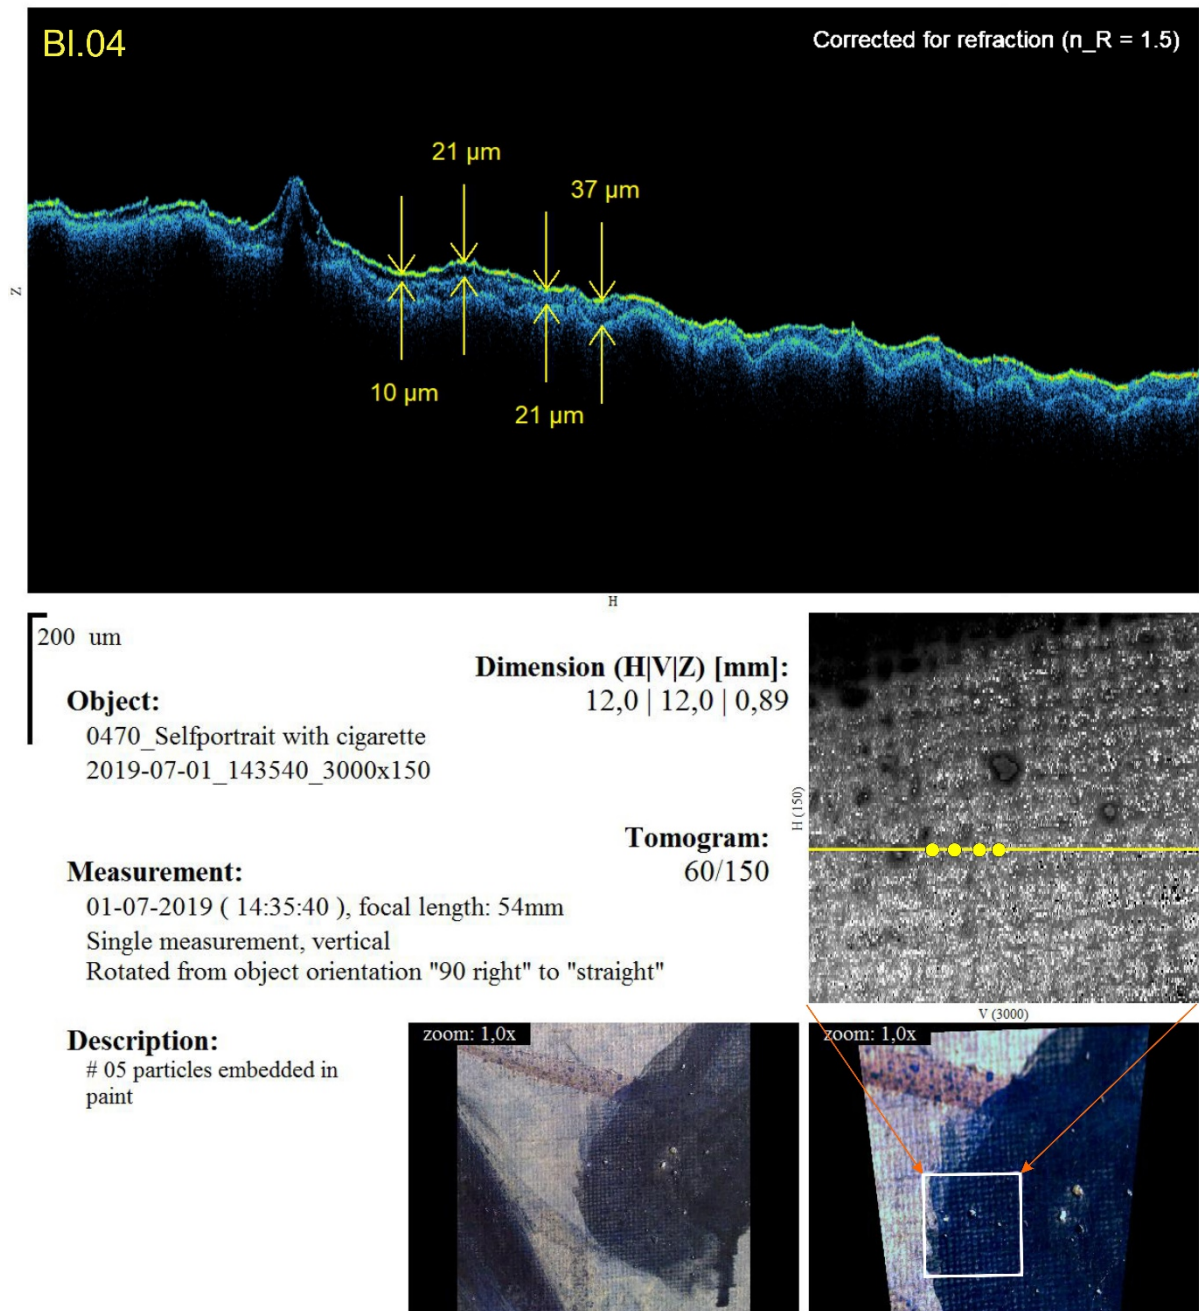 Bl.04
Corrected for refraction (n_R = 1.5)
21 µm
37 µm
10 µm
21 µm
Z
H
200 um
Dimension (H|V|Z) [mm]:
12,0 | 12,0 | 0,89
Object:
0470_Selfportrait with cigarette
2019-07-01_143540_3000x150
Tomogram:
60/150
H (150)
Measurement:
01-07-2019 ( 14:35:40 ), focal length: 54mm
Single measurement, vertical
Rotated from object orientation "90 right" to "straight"
V (3000)
Description:
# 05 particles embedded in
paint
zoom: 1,0x
zoom: 1,0x